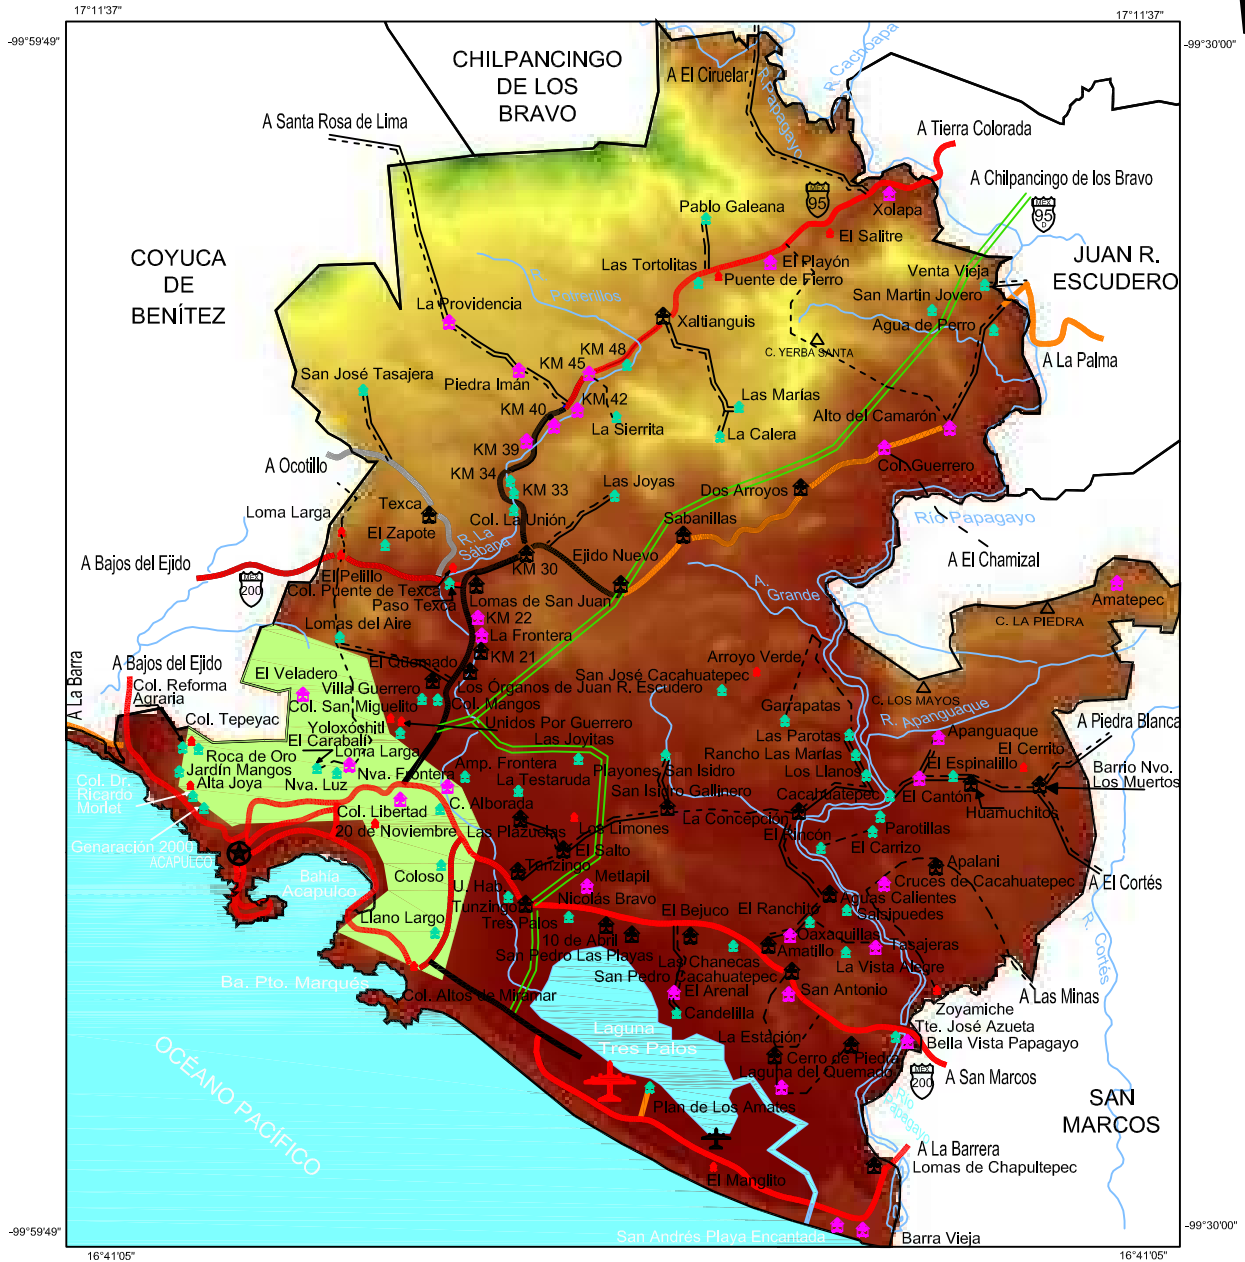 17°11'37"
17°11'37"
-99°59'49"
-99°30'00"
CHILPANCINGO
DE LOS
BRAVO
A El Ciruelar
R. Papagayo
R. Cachoapa
A Santa Rosa de Lima
A Tierra Colorada
A Chilpancingo de los Bravo
MEX
95
MEX
95
D
Pablo Galeana
Xolapa
El Salitre
COYUCA
DE
BENÍTEZ
JUAN R.
ESCUDERO
Las Tortolitas
El Playón
Puente de Fierro
Venta Vieja
San Martin Jovero
R.
Potrerillos
La Providencia
Xaltianguis
Agua de Perro
C. YERBA SANTA
A La Palma
KM 48
KM 45
San José Tasajera
Piedra Imán
KM 42
KM 40
Las Marías
La Sierrita
Alto del Camarón
La Calera
KM 39
Col. Guerrero
A Ocotillo
KM 34
KM 33
Las Joyas
Dos Arroyos
Texca
Loma Larga
Col. La Unión
Sabanillas
Río Papagayo
El Zapote
R. La
Sábana
A El Chamizal
A Bajos del Ejido
KM 30
Ejido Nuevo
MEX
200
El Pelillo
Col. Puente de Texca
Paso Texca
Lomas de San Juan
A.
Grande
Amatepec
KM 22
C. LA PIEDRA
Lomas del Aire
La Frontera
KM 21
A La Barra
A Bajos del Ejido
Col. Reforma
Agraria
El Quemado
El Veladero
Villa Guerrero
Los Órganos de Juan R. Escudero
Arroyo Verde
San José Cacahuatepec
C. LOS MAYOS
Col. San Miguelito
Col. Mangos
Col. Tepeyac
Yoloxóchitl
Unidos Por Guerrero
Garrapatas
R. Apanguaque
A Piedra Blanca
El Carabalí
Las Joyitas
Las Parotas
Apanguaque
Roca de Oro
Loma Larga
Amp. Frontera
Rancho Las Marías
El Cerrito
Jardín Mangos
Nva. Frontera
Playones San Isidro
Los Llanos
El Espinalillo
Barrio Nvo.
Los Muertos
Col. Dr.
Ricardo
Morlet
Alta Joya
Nva. Luz
La Testaruda
San Isidro Gallinero
Cacahuatepec
El Cantón
C. Alborada
Col. Libertad
La Concepción
Huamuchitos
20 de Noviembre
Las Plazuelas
Los Limones
El Rincón
Parotillas
Genaración 2000
ACAPULCO
El Salto
El Carrizo
Bahía
Acapulco
Coloso
Tunzingo
Apalani
U. Hab.
Tunzingo
Metlapil
Cruces de Cacahuatepec
A El Cortés
Nicolás Bravo
Aguas Calientes
Llano Largo
El Bejuco
El Ranchito
Salsipuedes
Tres Palos
10 de Abril
Oaxaquillas
R. Cortés
San Pedro Las Playas
Las Chanecas
Amatillo
Tasajeras
La Vista Alegre
Ba. Pto. Marqués
San Pedro Cacahuatepec
Col. Altos de Miramar
El Arenal
San Antonio
A Las Minas
Zoyamiche
Candelilla
Laguna
Tres Palos
La Estación
Tte. José Azueta
Bella Vista Papagayo
OCÉANO PACÍFICO
Cerro de Piedra
Laguna del Quemado
MEX
200
A San Marcos
Plan de Los Amates
Río
Papagayo
SAN
MARCOS
A La Barrera
Lomas de Chapultepec
El Manglito
San Andrés Playa Encantada
Barra Vieja
-99°59'49"
-99°30'00"
16°41'05"
16°41'05"